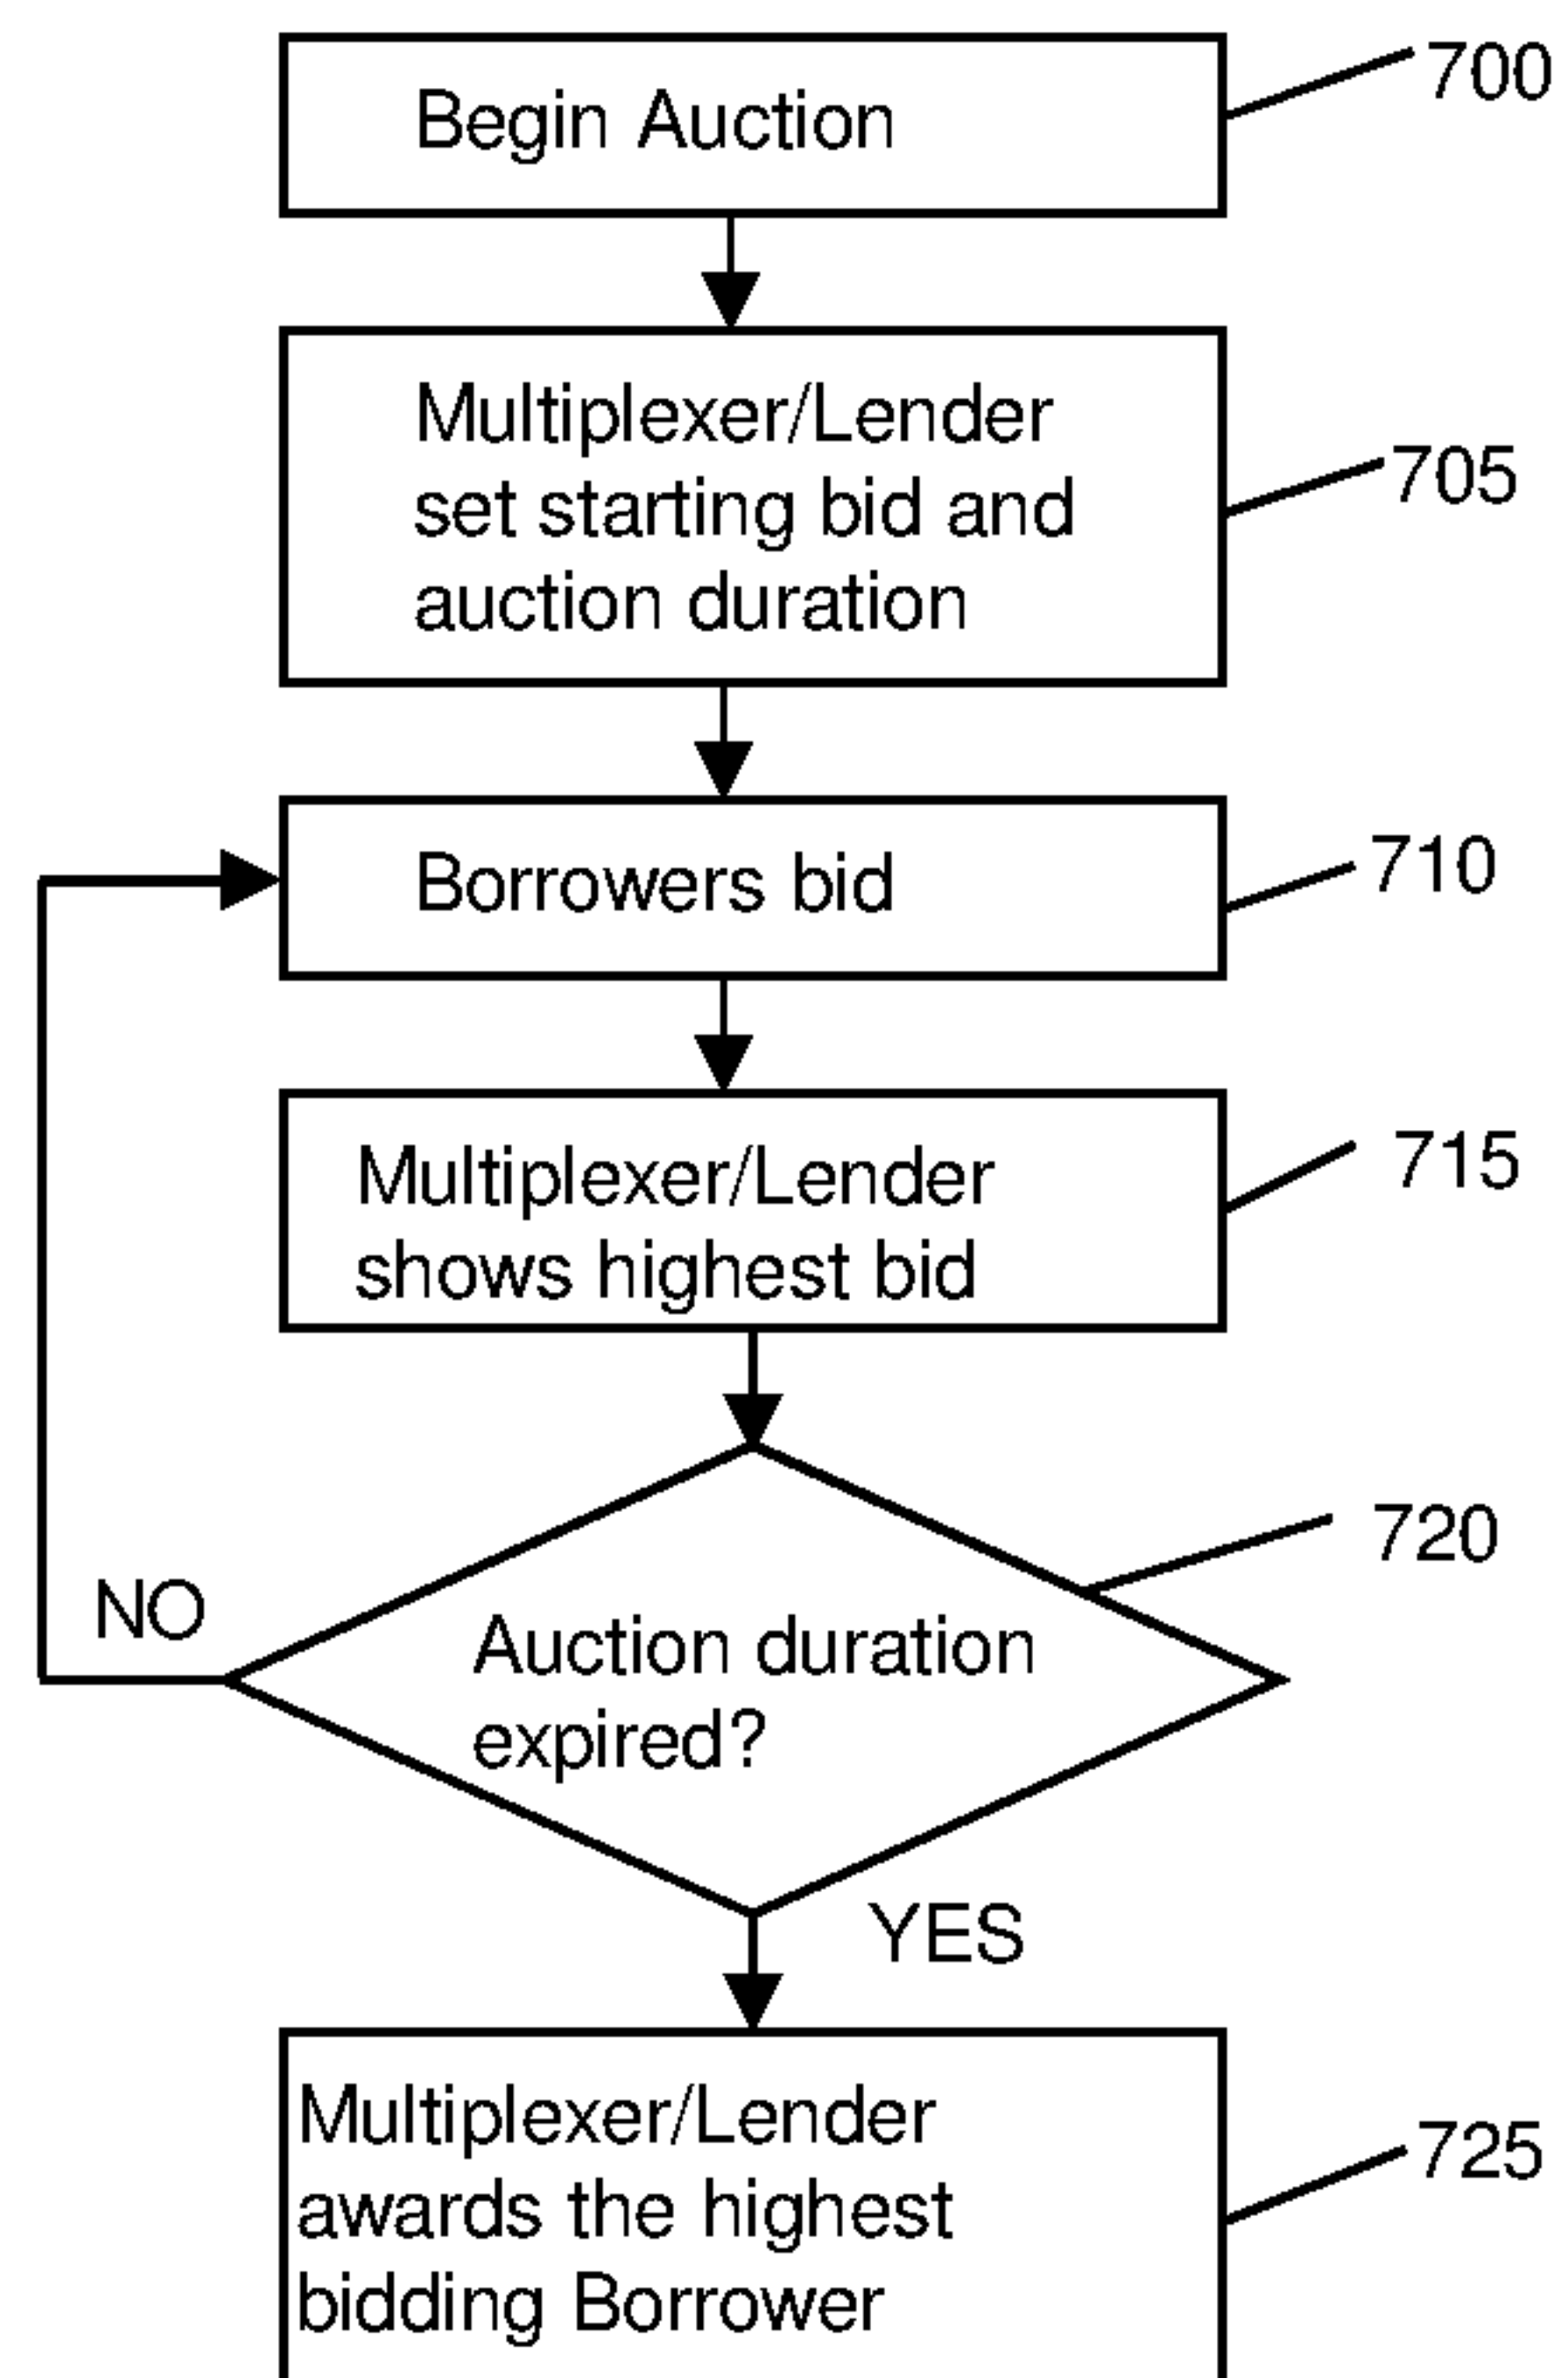 Begin Auction
700
Multiplexer/Lender
set starting bid and
auction duration
705
Borrowers bid
710
Multiplexer/Lender
shows highest bid
715
720
NO
Auction duration
expired?
YES
Multiplexer/Lender
awards the highest
bidding Borrower
725